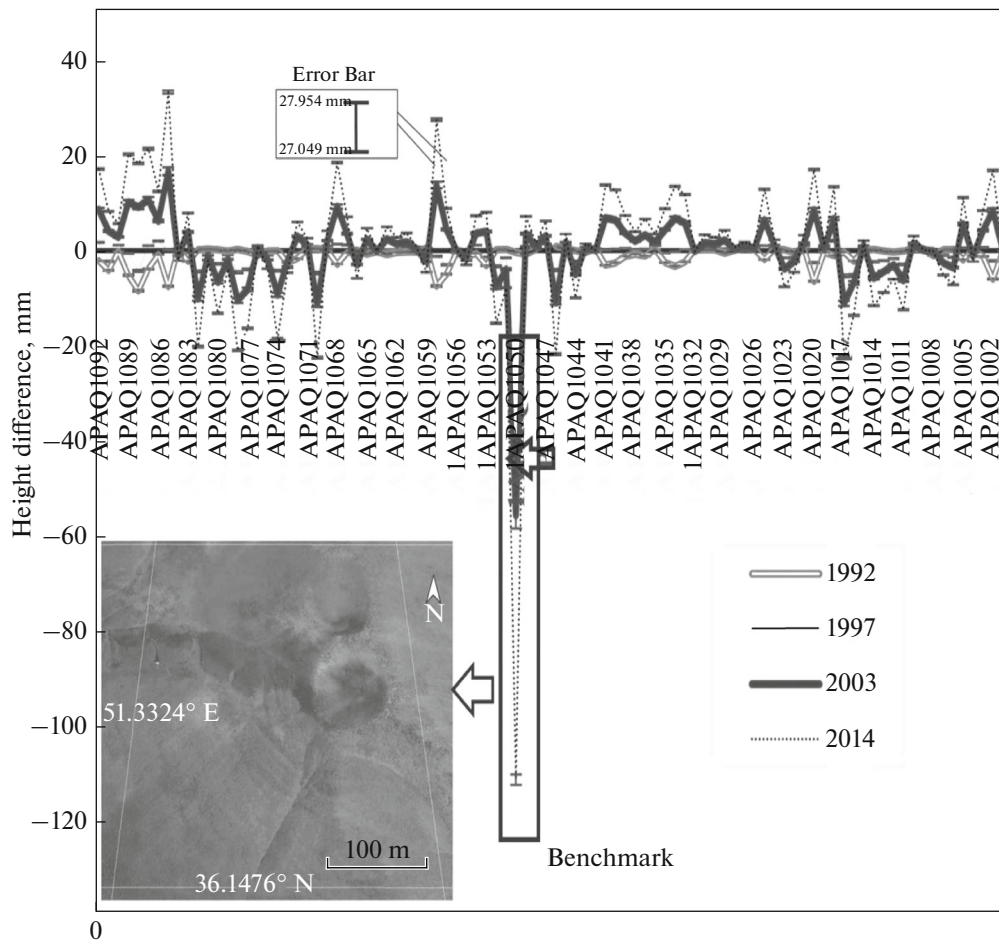 40
20
0
−20
−40
−60
−80
−100
−120
0
Height difference, mm
Error Bar
27.954 mm
27.049 mm
APAQ1092
APAQ1089
APAQ1086
APAQ1083
APAQ1080
APAQ1077
APAQ1074
APAQ1071
APAQ1068
APAQ1065
APAQ1062
APAQ1059
1APAQ1056
1APAQ1053
1APAQ1050
APAQ1047
APAQ1044
APAQ1041
APAQ1038
APAQ1035
1APAQ1032
APAQ1029
APAQ1026
APAQ1023
APAQ1020
APAQ1017
APAQ1014
APAQ1011
APAQ1008
APAQ1005
APAQ1002
N
51.3324° E
100 m
36.1476° N
Benchmark
1992
1997
2003
2014